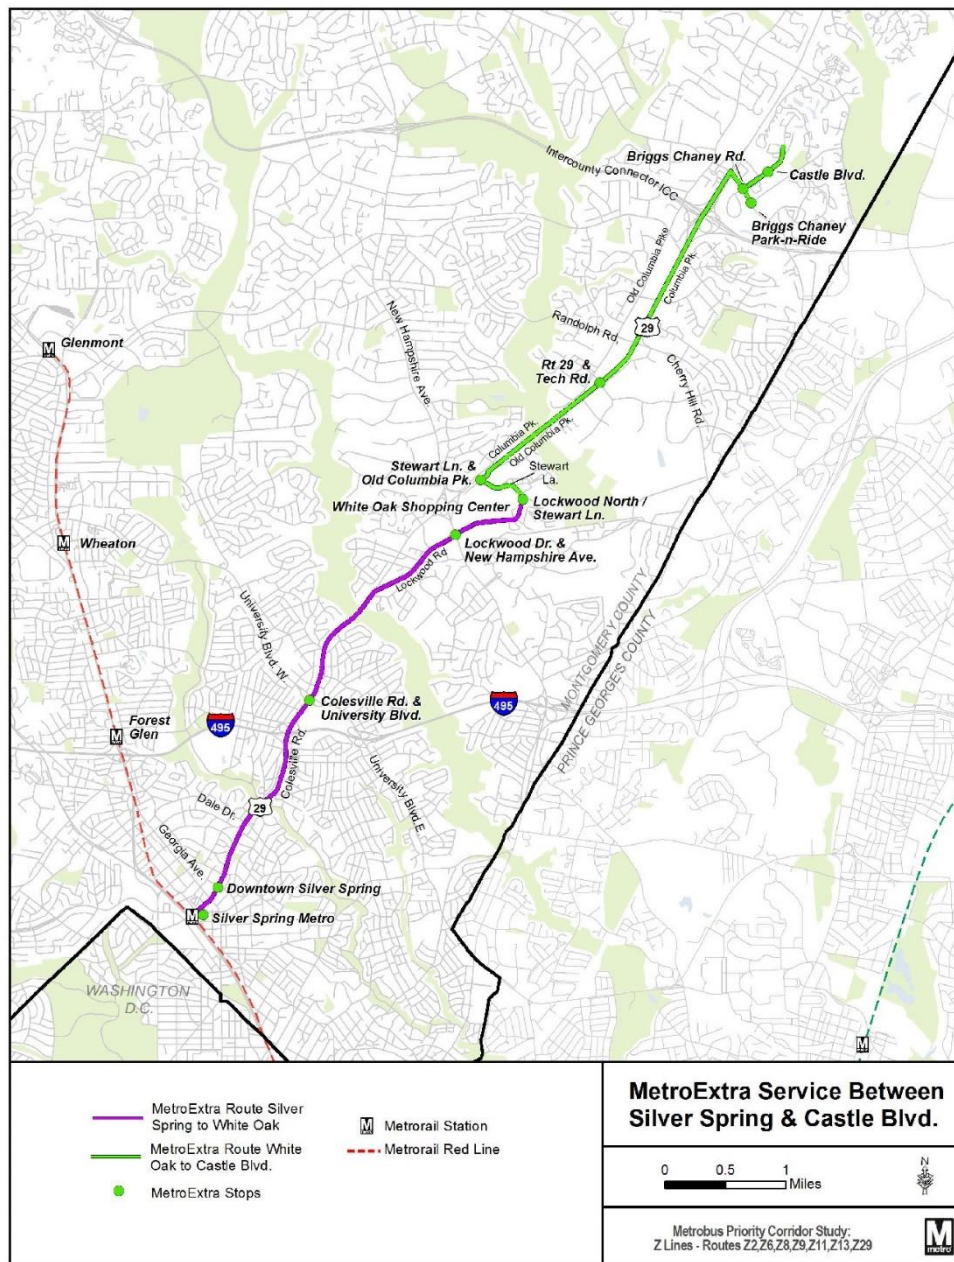 Briggs Chaney Rd.
Castle Blvd.
Intercounty Connector ICC
Briggs Chaney
Park-n-Ride
Old Columbia Pike
Columbia Pk.
29
Randolph Rd,
New Hampshire Ave.
Glenmont
M
Rt 29 &
Tech Rd.
Cherry Hill Rd.
Columbia Pk.
Old Columbia Pk.
Stewart Ln. &
Old Columbia Pk.
Stewart
La.
White Oak Shopping Center
Lockwood North /
Stewart Ln.
M
Wheaton
Lockwood Dr. &
New Hampshire Ave.
Lockwood Rd
University Blvd. W.
MONTGOMERY COUNTY
PRINCE GEORGE'S COUNTY
Colesville Rd. &
University Blvd.
495
495
Forest
Glen
M
Colesville Rd.
University Blvd.E.
29
Dale Dr.
Georgia Ave.
Downtown Silver Spring
M
Silver Spring Metro
WASHINGTON
D.C.
M
MetroExtra Route Silver
Spring to White Oak
MetroExtra Route White
Oak to Castle Blvd.
MetroExtra Stops
M
Metrorail Station
Metrorail Red Line
MetroExtra Service Between
Silver Spring & Castle Blvd.
0 0.5 1
Miles
N
Metrobus Priority Corridor Study:
Z Lines - Routes Z2,Z6,Z8,Z9,Z11,Z13,Z29
M
metro